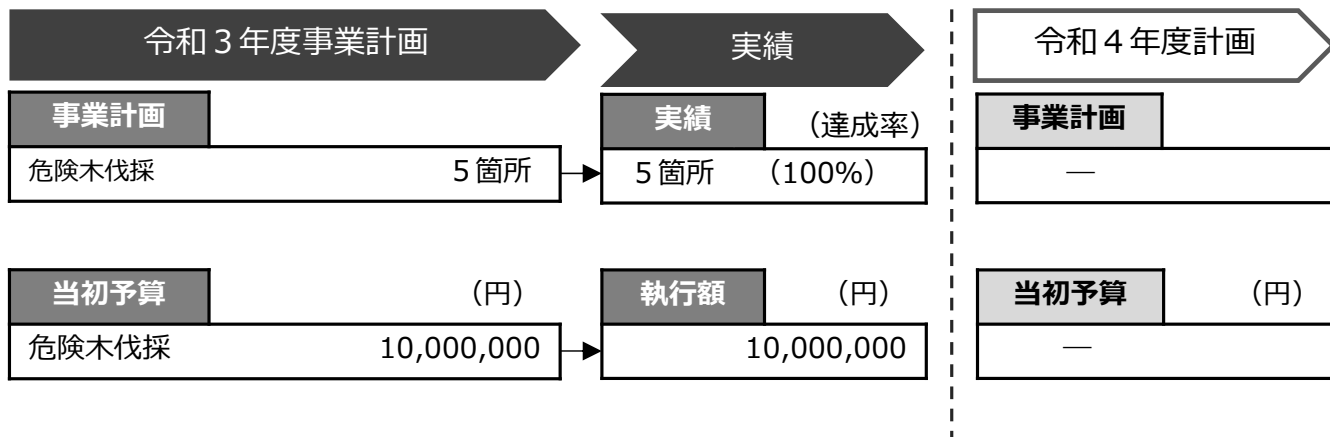 令和３年度事業計画 実績 令和４年度計画
事業計画 実績 （達成率） 事業計画
危険木伐採 ５箇所 ５箇所 （100%） ―
当初予算 （円） 執行額 （円） 当初予算 （円）
危険木伐採 10,000,000 10,000,000 ―